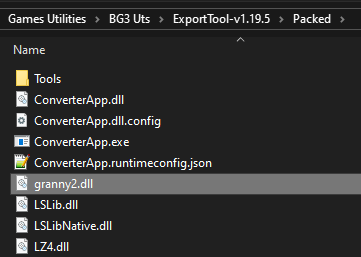 Games Utilities > BG3 Uts > ExportTool-v1.19.5 > Packed >
Name
Tools
ConverterApp.dll
ConverterApp.dll.config
ConverterApp.exe
ConverterApp.runtimeconfig.json
granny2.dll
LSLib.dll
LSLibNative.dll
LZ4.dll